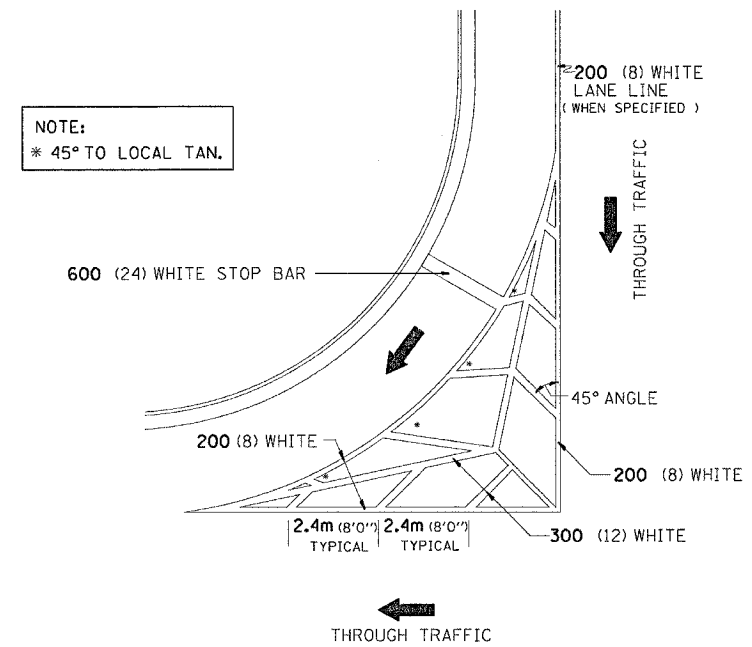 200 (8) WHITE
LANE LINE
( WHEN SPECIFIED )
NOTE:
* 45° TO LOCAL TAN.
THROUGH TRAFFIC
600 (24) WHITE STOP BAR
*
*
45° ANGLE
*
200 (8) WHITE
*
200 (8) WHITE
2.4m (8'0") 2.4m (8'0")
TYPICAL TYPICAL
300 (12) WHITE
THROUGH TRAFFIC